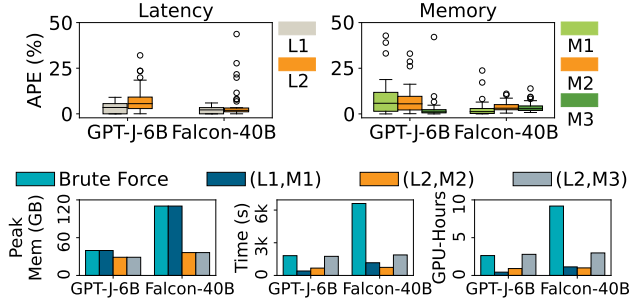 Latency
Memory
APE (%)
50
25
0
GPT-J-6B Falcon-40B
L1
L2
50
25
0
GPT-J-6B Falcon-40B
M1
M2
M3
Brute Force (L1,M1) (L2,M2) (L2,M3)
Peak
Mem (GB)
120
60
0
GPT-J-6B Falcon-40B
Time (s)
6k
3k
0
GPT-J-6B Falcon-40B
GPU-Hours
10
5
0
GPT-J-6B Falcon-40B